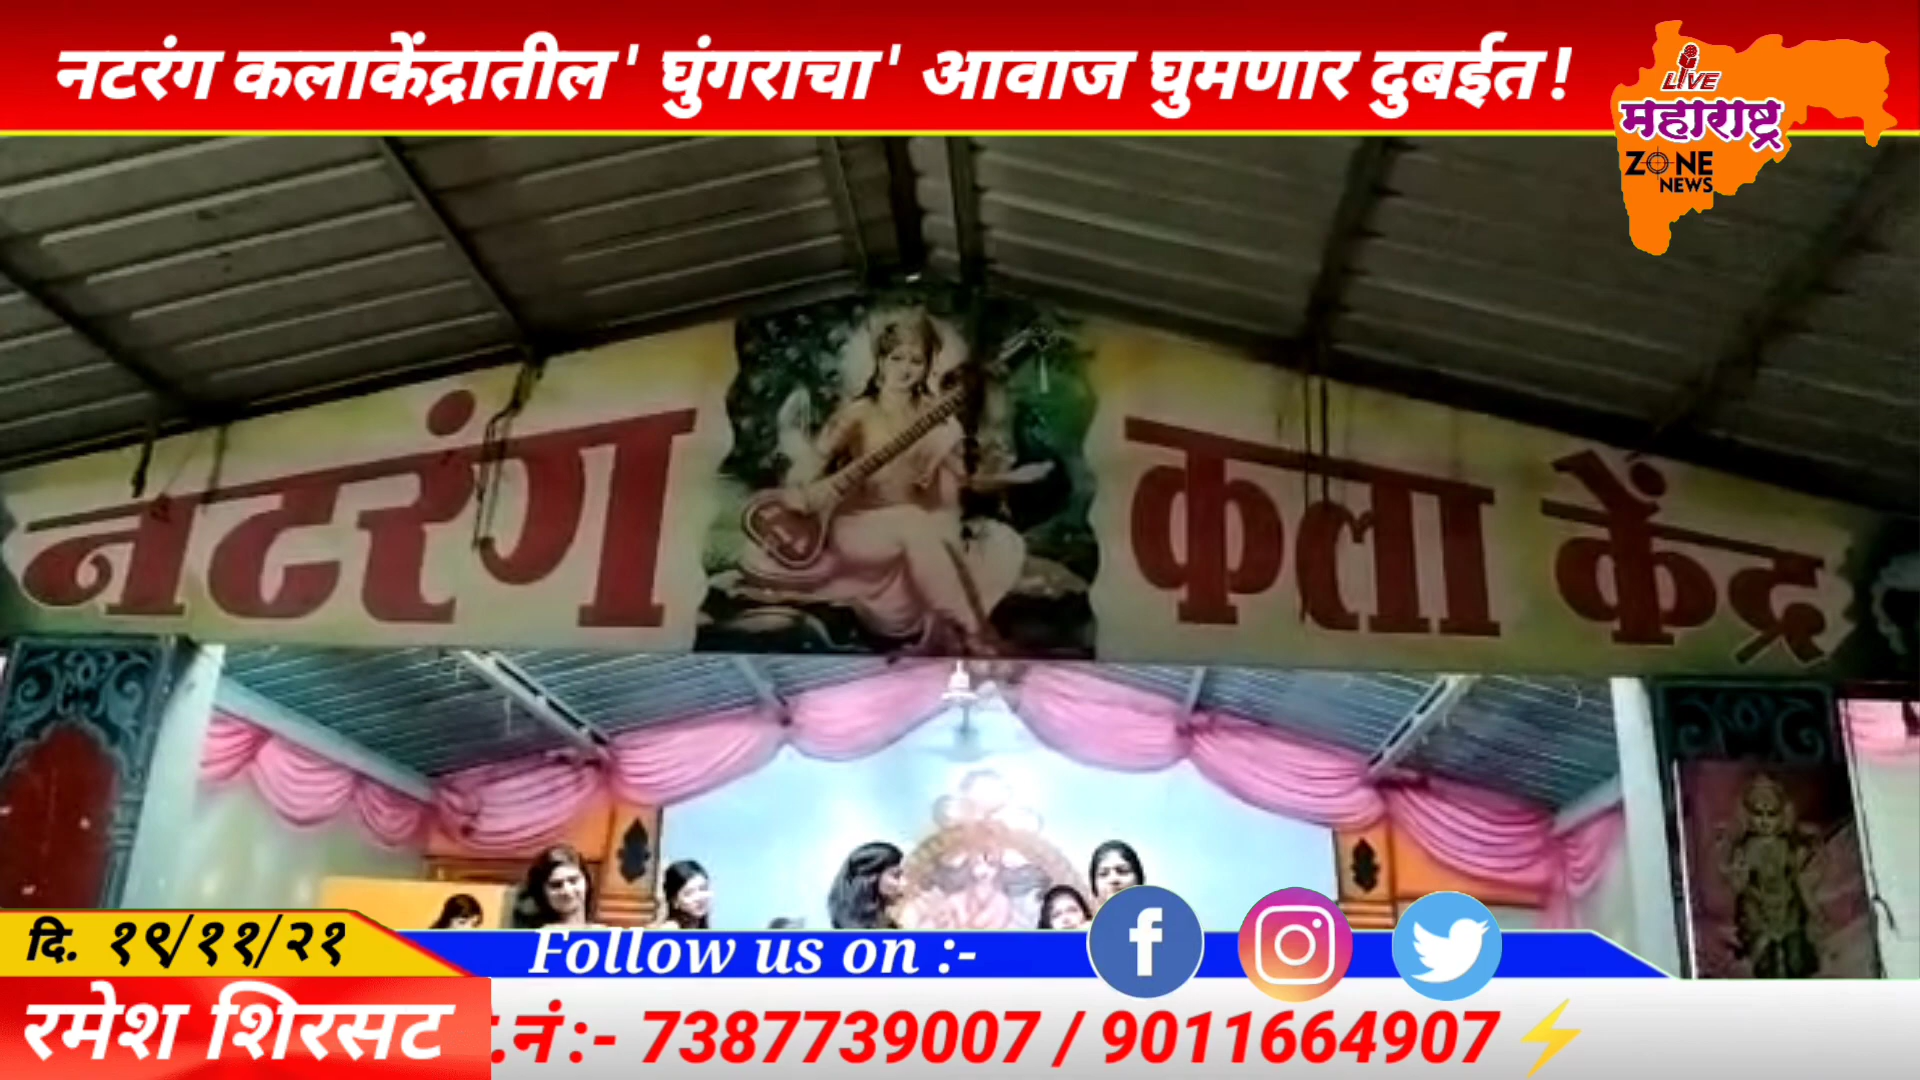 नटरंग कलाकेंद्रातील' घुंगराचा' आवाज घुमणार दुबईत!
LIVE
महाराष्ट्र
ZONE
NEWS
नटरंग कला केंद्र
दि. १९/११/२१
Follow us on :-
रमेश शिरसट
.नं :- 7387739007 / 9011664907